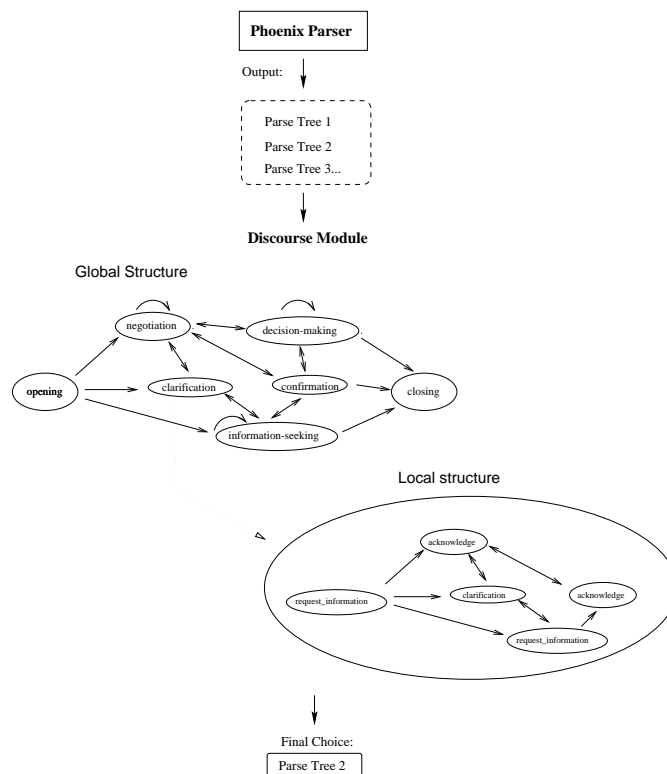 Phoenix Parser
Output:
Parse Tree 1
Parse Tree 2
Parse Tree 3...
Discourse Module
Global Structure
negotiation
decision-making
opening
clarification
confirmation
closing
information-seeking
Local structure
acknowledge
request_information
clarification
acknowledge
request_information
Final Choice:
Parse Tree 2